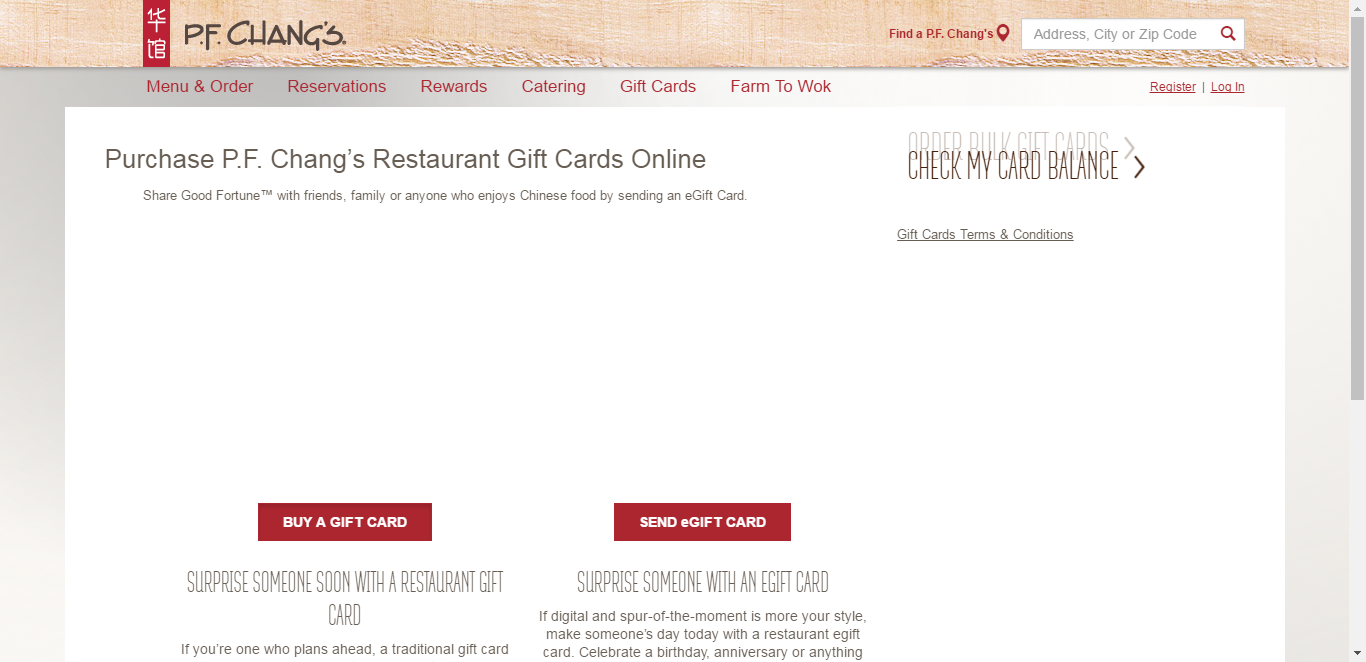 华馆
P.F. CHANG'S
Find a P.F. Chang's
Address, City or Zip Code
Menu & Order
Reservations
Rewards
Catering
Gift Cards
Farm To Wok
Register | Log In
Purchase P.F. Chang’s Restaurant Gift Cards Online
Share Good Fortune™ with friends, family or anyone who enjoys Chinese food by sending an eGift Card.
ORDER BULK GIFT CARDS
CHECK MY CARD BALANCE
Gift Cards Terms & Conditions
BUY A GIFT CARD
SURPRISE SOMEONE SOON WITH A RESTAURANT GIFT
CARD
If you’re one who plans ahead, a traditional gift card
SEND eGIFT CARD
SURPRISE SOMEONE WITH AN EGIFT CARD
If digital and spur-of-the-moment is more your style,
make someone’s day today with a restaurant egift
card. Celebrate a birthday, anniversary or anything